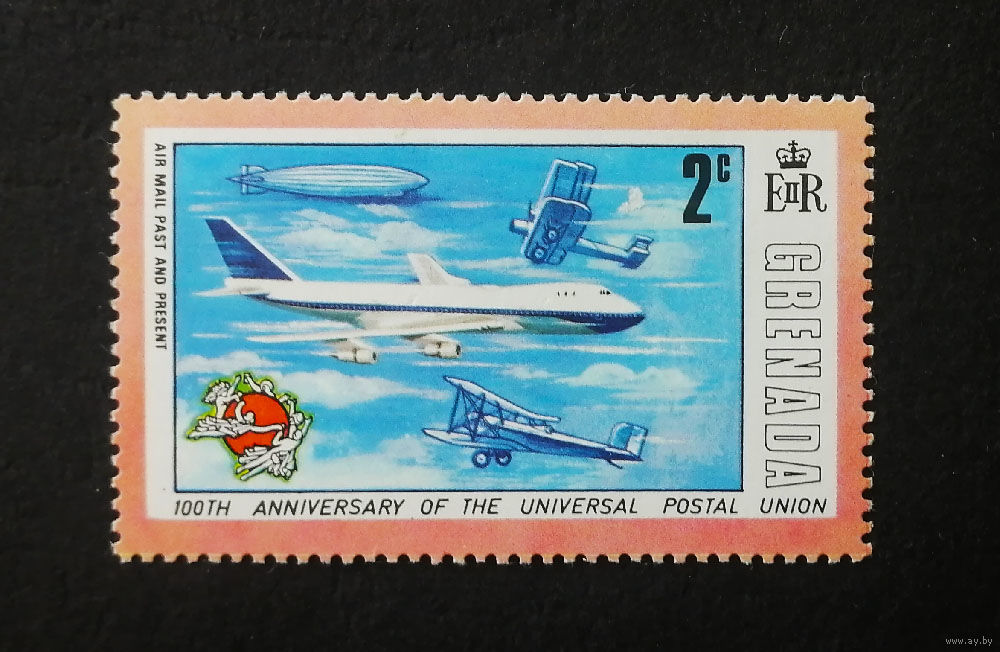 AIR MAIL PAST AND PRESENT
2c
EIIR
GRENADA
100TH ANNIVERSARY OF THE UNIVERSAL POSTAL UNION
www.ay.by